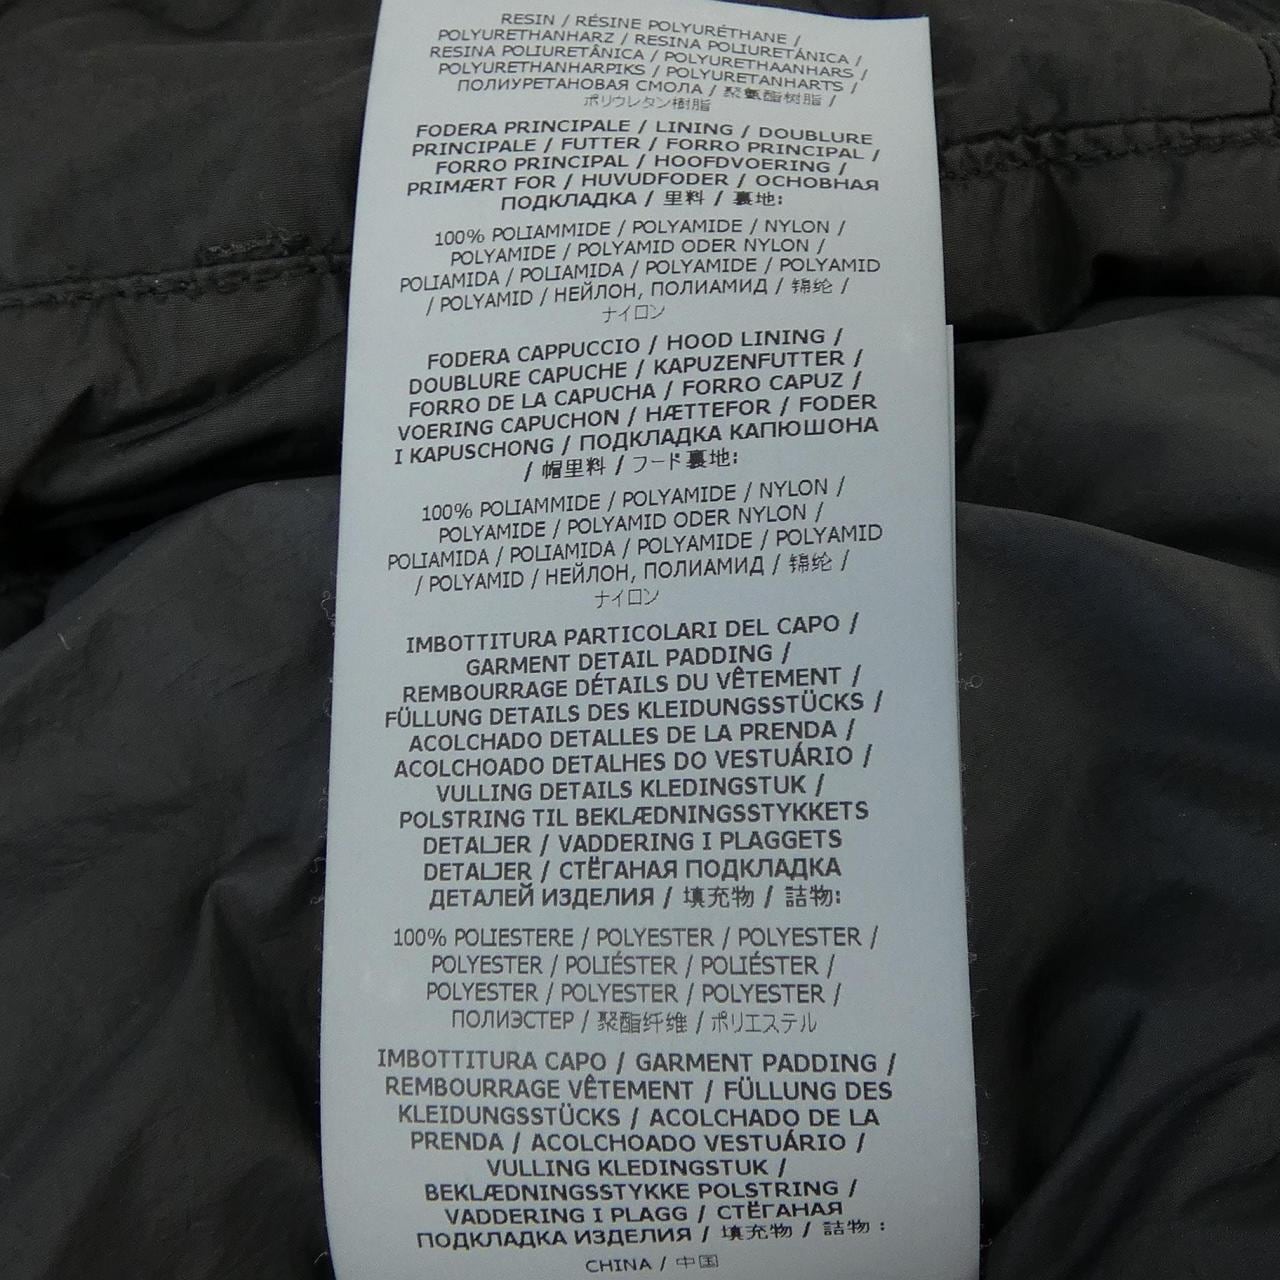 RESIN / RÉSINE POLYURÉTHANE /
POLYURETHANHARZ / RESINA POLIURETÁNICA /
RESINA POLIURETÂNICA / POLYURETHAANHARS /
POLYURETHANHARPIKS / POLYURETANHARTS /
ПОЛИУРЕТАНОВАЯ СМОЛА / 聚氨酯树脂 /
ポリウレタン樹脂
FODERA PRINCIPALE / LINING / DOUBLURE
PRINCIPALE / FUTTER / FORRO PRINCIPAL /
FORRO PRINCIPAL / HOOFDVOERING /
PRIMÆRT FOR / HUVUDFODER / ОСНОВНАЯ
ПОДКЛАДКА / 里料 / 裏地:
100% POLIAMMIDE / POLYAMIDE / NYLON /
POLYAMIDE / POLYAMID ODER NYLON /
POLIAMIDA / POLIAMIDA / POLYAMIDE / POLYAMID
/ POLYAMID / НЕЙЛОН, ПОЛИАМИД / 锦纶 /
ナイロン
FODERA CAPPUCCIO / HOOD LINING /
DOUBLURE CAPUCHE / KAPUZENFUTTER /
FORRO DE LA CAPUCHA / FORRO CAPUZ /
VOERING CAPUCHON / HÆTTEFOR / FODER
I KAPUSCHONG / ПОДКЛАДКА КАПЮШОНА
/ 帽里料 / フード裏地:
100% POLIAMMIDE / POLYAMIDE / NYLON /
POLYAMIDE / POLYAMID ODER NYLON /
POLIAMIDA / POLIAMIDA / POLYAMIDE / POLYAMID
/ POLYAMID / НЕЙЛОН, ПОЛИАМИД / 锦纶 /
ナイロン
IMBOTTITURA PARTICOLARI DEL CAPO /
GARMENT DETAIL PADDING /
REMBOURRAGE DÉTAILS DU VÊTEMENT /
FÜLLUNG DETAILS DES KLEIDUNGSSTÜCKS /
ACOLCHADO DETALLES DE LA PRENDA /
ACOLCHOADO DETALHES DO VESTUÁRIO /
VULLING DETAILS KLEDINGSTUK /
POLSTRING TIL BEKLÆDNINGSSTYKKETS
DETALJER / VADDERING I PLAGGETS
DETALJER / СТЁГАНАЯ ПОДКЛАДКА
ДЕТАЛЕЙ ИЗДЕЛИЯ / 填充物 / 詰物:
100% POLIESTERE / POLYESTER / POLYESTER /
POLYESTER / POLIÉSTER / POLIÉSTER /
POLYESTER / POLYESTER / POLYESTER /
ПОЛИЭСТЕР / 聚酯纤维 / ポリエステル
IMBOTTITURA CAPO / GARMENT PADDING /
REMBOURRAGE VÊTEMENT / FÜLLUNG DES
KLEIDUNGSSTÜCKS / ACOLCHADO DE LA
PRENDA / ACOLCHOADO VESTUÁRIO /
VULLING KLEDINGSTUK /
BEKLÆDNINGSSTYKKE POLSTRING /
VADDERING I PLAGG / СТЁГАНАЯ
ПОДКЛАДКА ИЗДЕЛИЯ / 填充物 / 詰物 :
CHINA / 中国